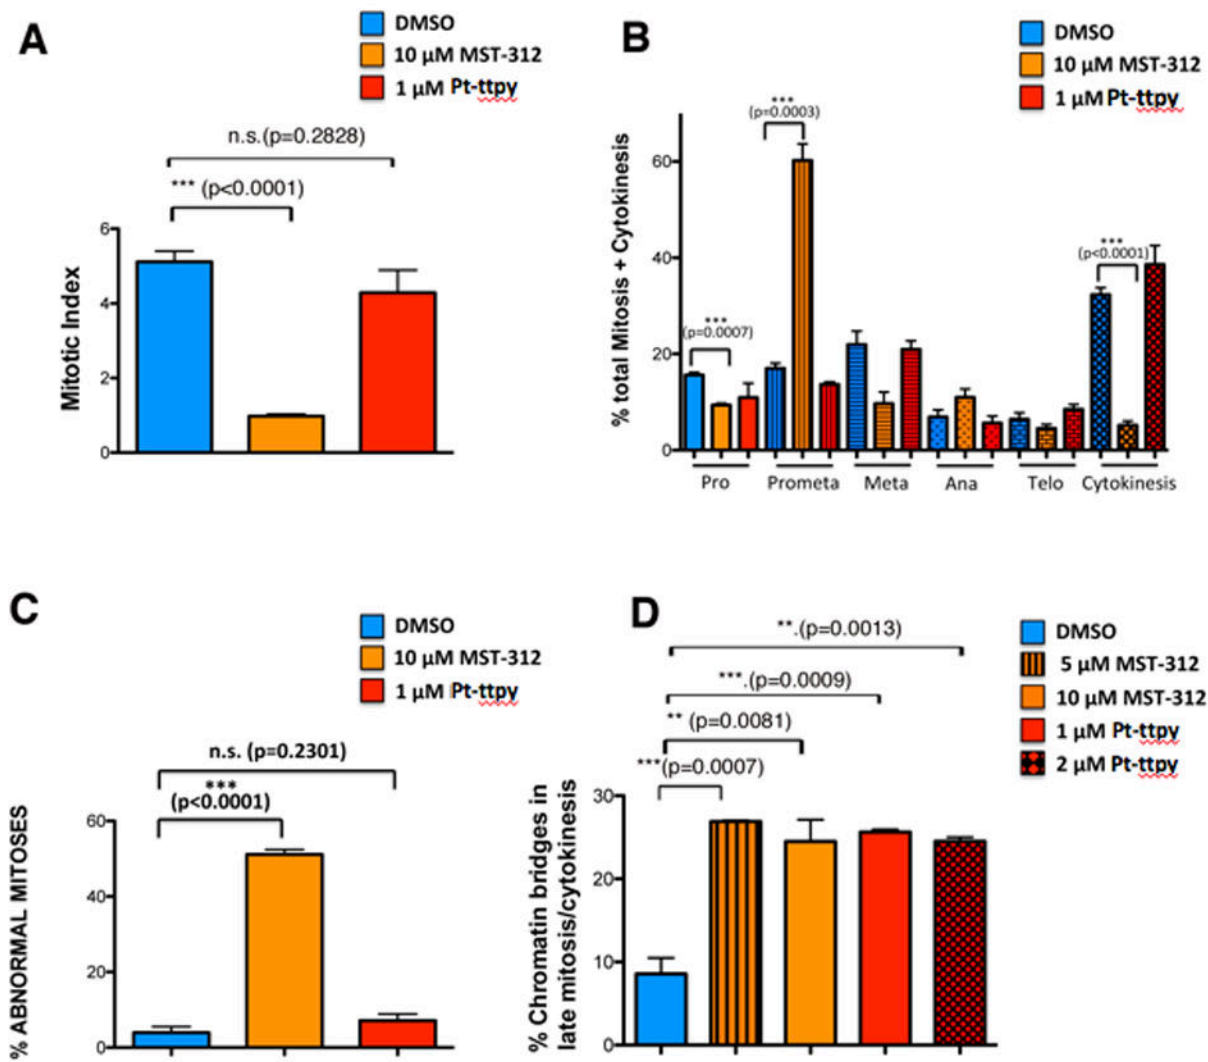 A
DMSO
10 µM MST-312
1 µM Pt-ttpy
n.s.(p=0.2828)
*** (p<0.0001)
6
4
2
0
Mitotic Index
B
DMSO
10 µM MST-312
1 µM Pt-ttpy
***
(p=0.0003)
***
(p=0.0007)
***
(p<0.0001)
60
40
20
0
% total Mitosis + Cytokinesis
Pro Prometa Meta Ana Telo Cytokinesis
C
DMSO
10 µM MST-312
1 µM Pt-ttpy
n.s. (p=0.2301)
***
(p<0.0001)
60
40
20
0
% ABNORMAL MITOSES
D
DMSO
5 µM MST-312
10 µM MST-312
1 µM Pt-ttpy
2 µM Pt-ttpy
**.(p=0.0013)
***.(p=0.0009)
** (p=0.0081)
***(p=0.0007)
30
20
10
0
% Chromatin bridges in
late mitosis/cytokinesis